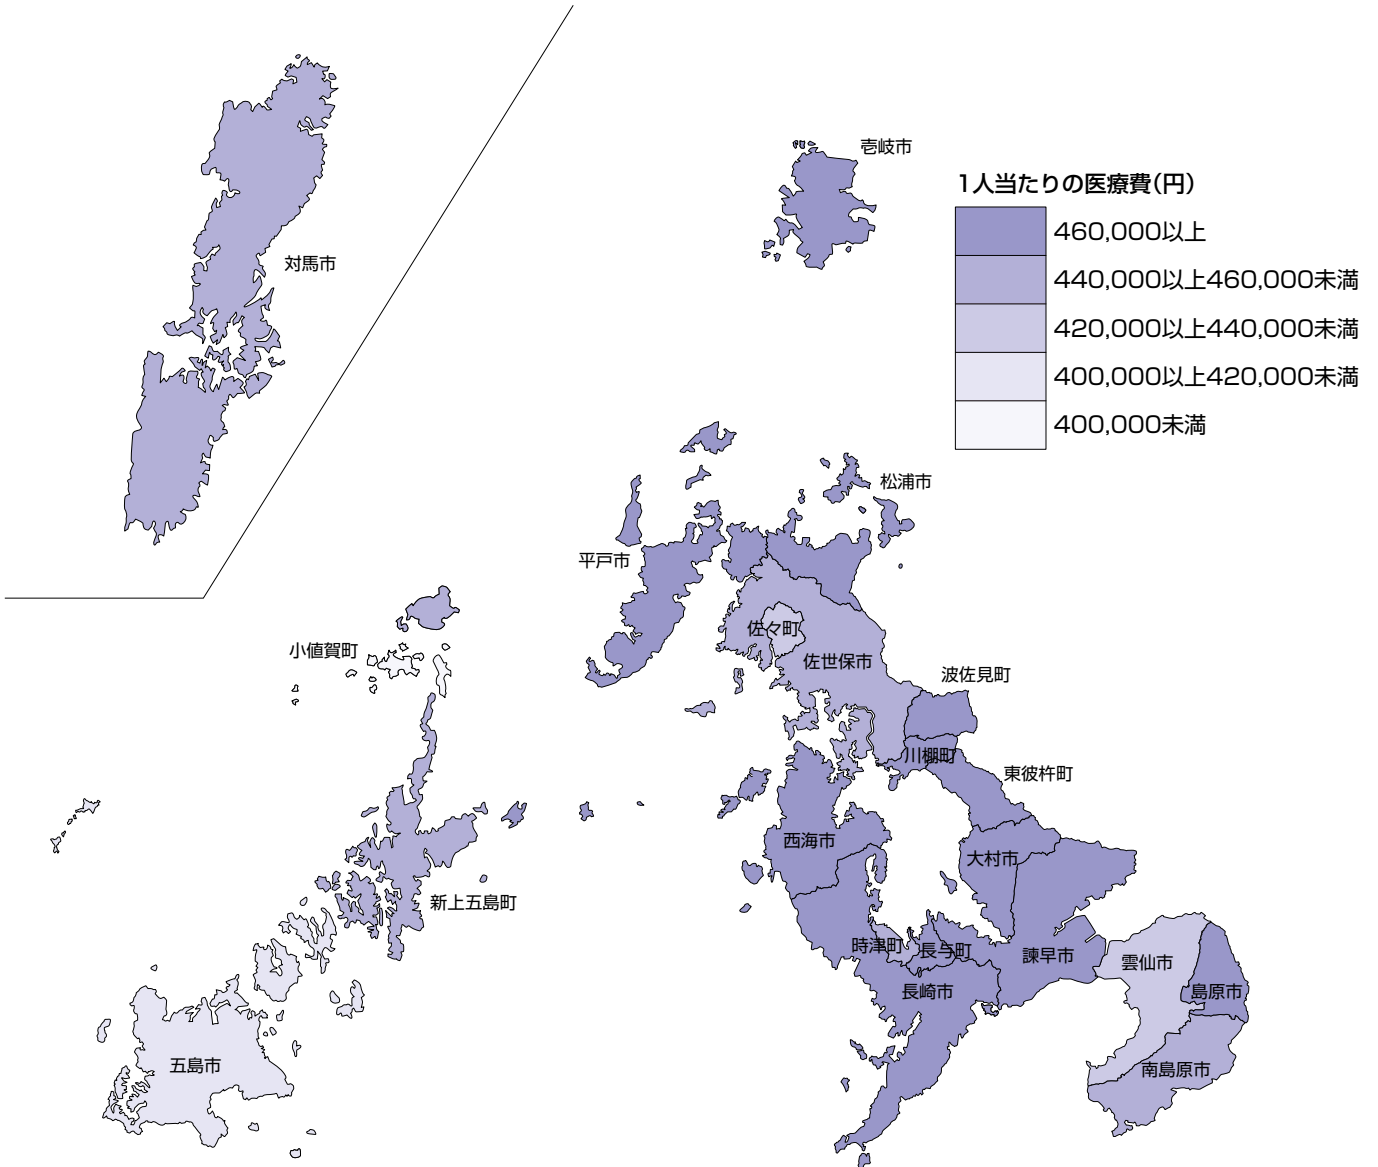 壱岐市
1人当たりの医療費(円)
460,000以上
440,000以上460,000未満
420,000以上440,000未満
400,000以上420,000未満
400,000未満
対馬市
松浦市
平戸市
佐々町
小値賀町
佐世保市
波佐見町
川棚町
東彼杵町
西海市
大村市
新上五島町
時津町
長与町
諫早市
雲仙市
長崎市
島原市
五島市
南島原市